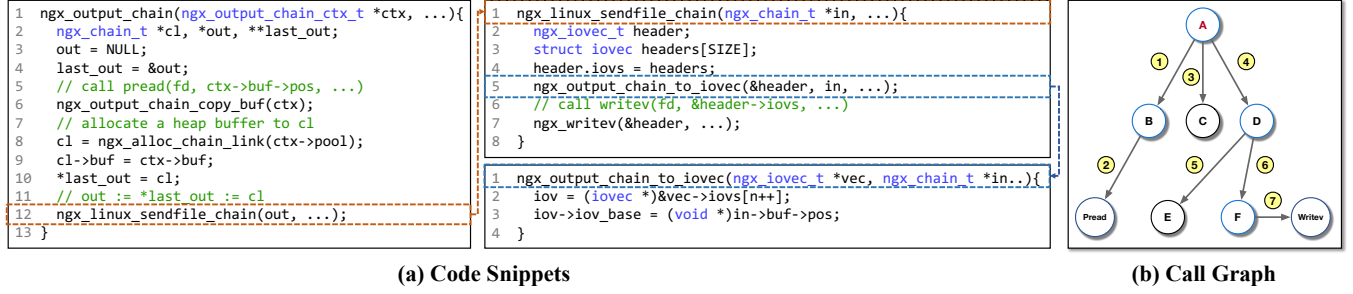 1 ngx_output_chain(ngx_output_chain_ctx_t *ctx, ...){
2 ngx_chain_t *cl, *out, **last_out;
3 out = NULL;
4 last_out = &out;
5 // call pread(fd, ctx->buf->pos, ...)
6 ngx_output_chain_copy_buf(ctx);
7 // allocate a heap buffer to cl
8 cl = ngx_alloc_chain_link(ctx->pool);
9 cl->buf = ctx->buf;
10 *last_out = cl;
11 // out := *last_out := cl
12 ngx_linux_sendfile_chain(out, ...);
13 }
1 ngx_linux_sendfile_chain(ngx_chain_t *in, ...){
2 ngx_iovec_t header;
3 struct iovec headers[SIZE];
4 header.iovs = headers;
5 ngx_output_chain_to_iovec(&header, in, ...);
6 // call writev(fd, &header->iovs, ...)
7 ngx_writev(&header, ...);
8 }
1 ngx_output_chain_to_iovec(ngx_iovec_t *vec, ngx_chain_t *in..){
2 iov = (iovec *)&vec->iovs[n++];
3 iov->iov_base = (void *)in->buf->pos;
4 }
(a) Code Snippets
A
1 3 4
B C D
2 5 6
7
Pread E F Writev
(b) Call Graph